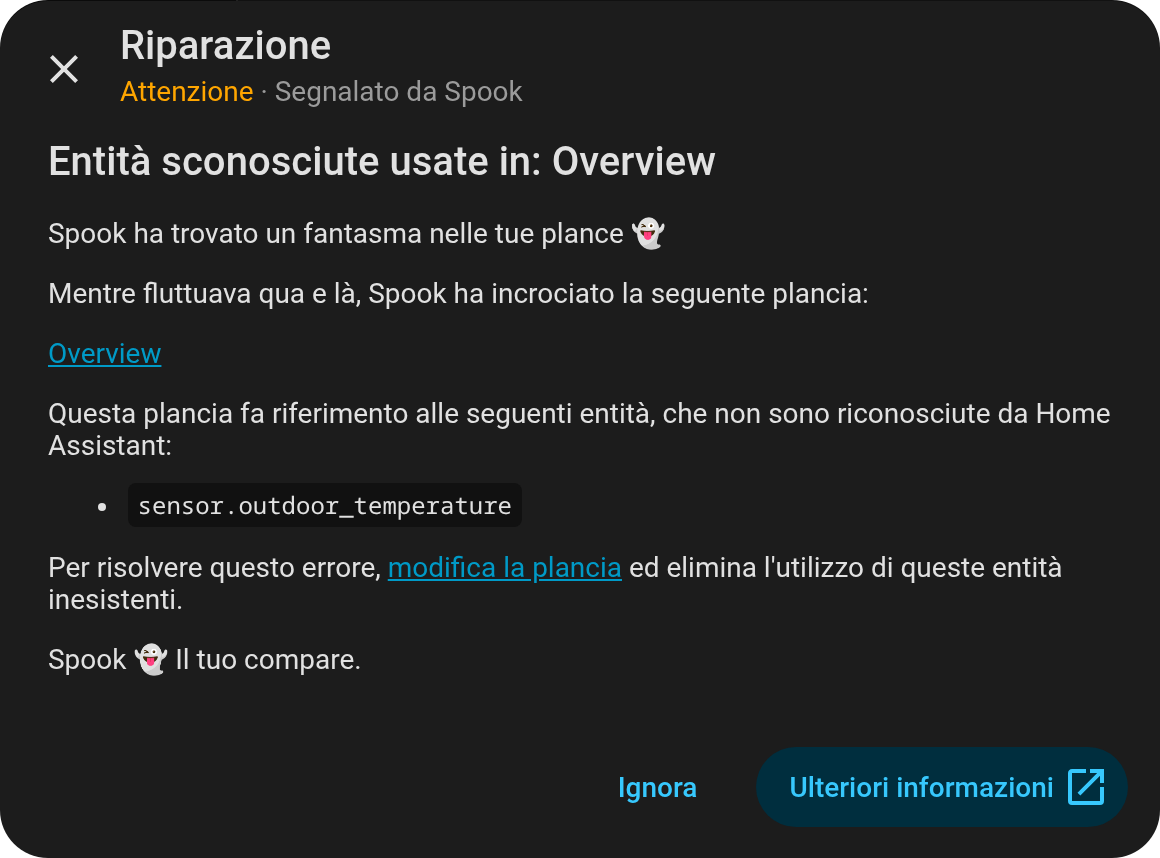 Riparazione
Attenzione · Segnalato da Spook
Entità sconosciute usate in: Overview
Spook ha trovato un fantasma nelle tue plance 👻
Mentre fluttuava qua e là, Spook ha incrociato la seguente plancia:
Overview
Questa plancia fa riferimento alle seguenti entità, che non sono riconosciute da Home
Assistant:
• sensor.outdoor_temperature
Per risolvere questo errore, modifica la plancia ed elimina l'utilizzo di queste entità
inesistenti.
Spook 👻 Il tuo compare.
Ignora
Ulteriori informazioni